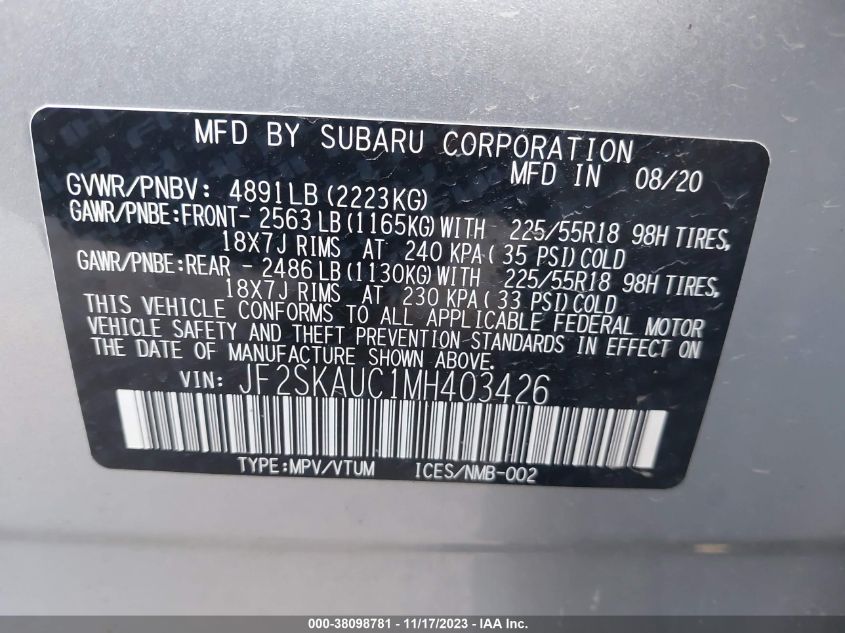 MFD BY SUBARU CORPORATION
MFD IN 08/20
GVWR/PNBV: 4891LB (2223KG)
GAWR/PNBE:FRONT- 2563 LB (1165KG) WITH 225/55R18 98H TIRES,
18X7J RIMS AT 240 KPA( 35 PSI) COLD
GAWR/PNBE:REAR - 2486 LB (1130KG) WITH 225/55R18 98H TIRES,
18X7J RIMS AT 230 KPA( 33 PSI) COLD
THIS VEHICLE CONFORMS TO ALL APPLICABLE FEDERAL MOTOR
VEHICLE SAFETY AND THEFT PREVENTION STANDARDS IN EFFECT ON
THE DATE OF MANUFACTURE SHOWN ABOVE.
VIN: JF2SKAUC1MH403426
TYPE:MPV/VTUM ICES/NMB-002
000-38098781 - 11/17/2023 - IAA Inc.